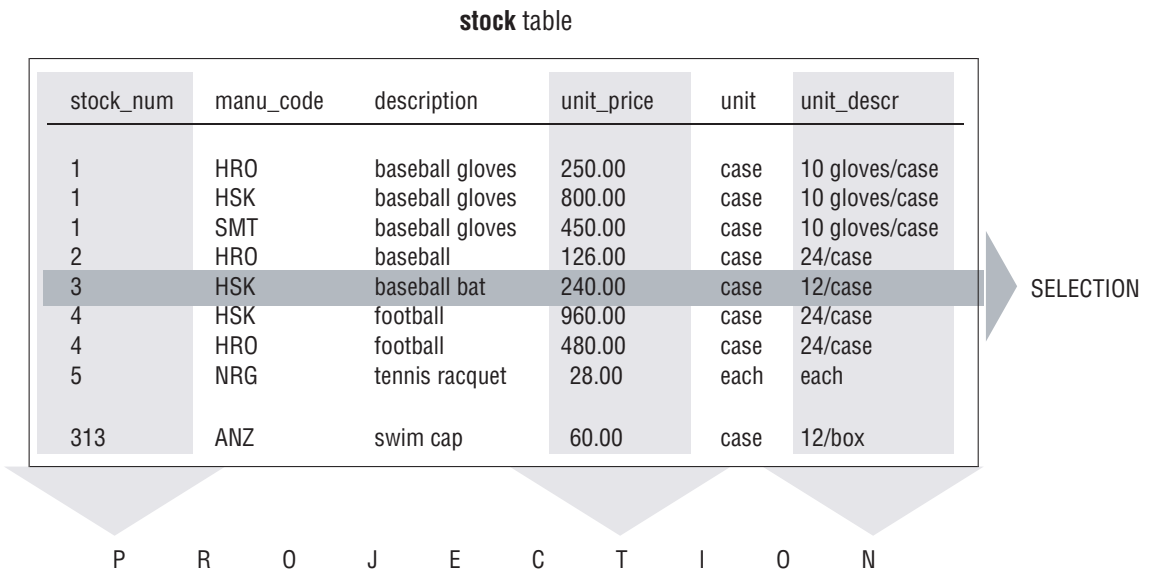 stock table
stock_num manu_code description unit_price unit unit_descr
1 HRO baseball gloves 250.00 case 10 gloves/case
1 HSK baseball gloves 800.00 case 10 gloves/case
1 SMT baseball gloves 450.00 case 10 gloves/case
2 HRO baseball 126.00 case 24/case
3 HSK baseball bat 240.00 case 12/case
SELECTION
4 HSK football 960.00 case 24/case
4 HRO football 480.00 case 24/case
5 NRG tennis racquet 28.00 each each
313 ANZ swim cap 60.00 case 12/box
P R O J E C T I O N